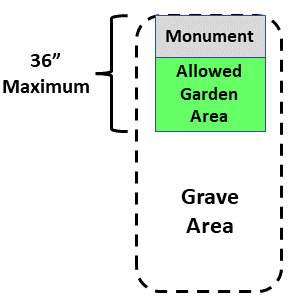 36”
Maximum
Monument
Allowed
Garden
Area
Grave
Area